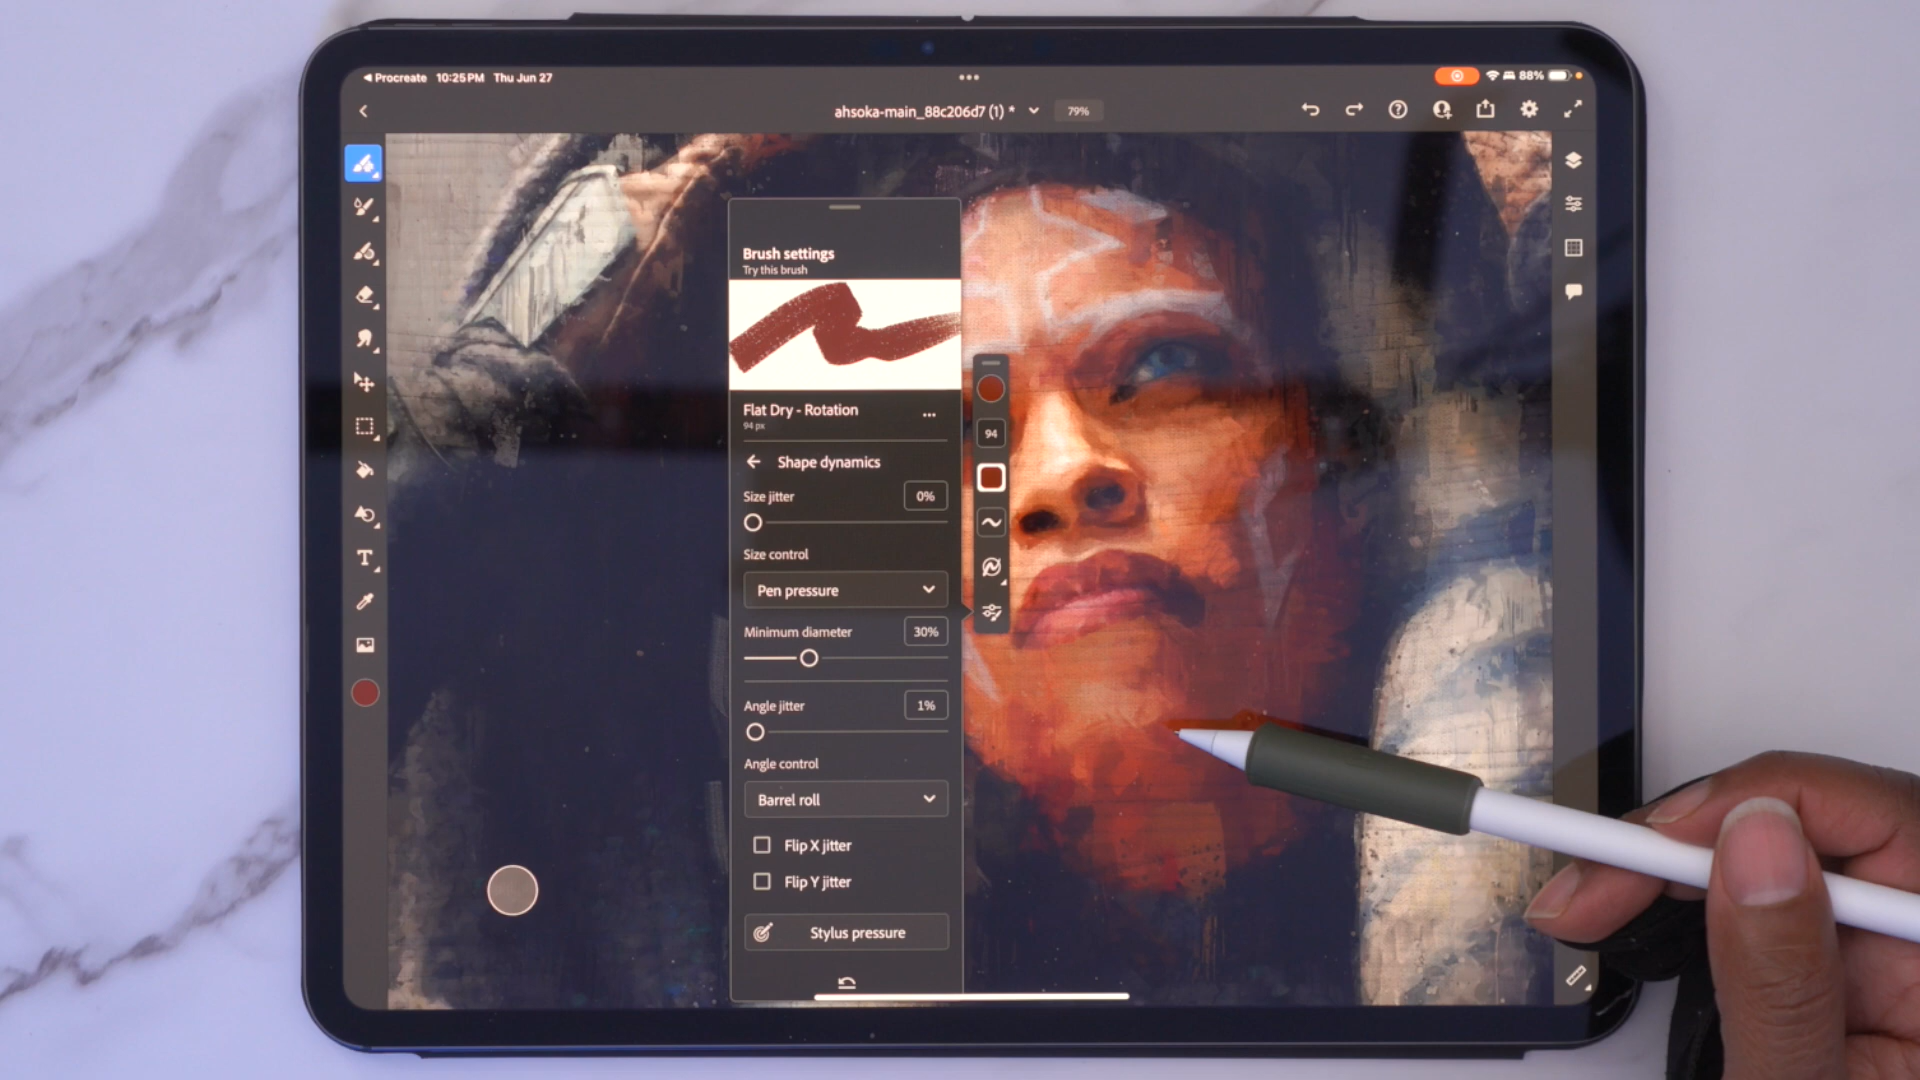 Procreate 10:25 PM Thu Jun 27
88%
ahsoka-main_88c206d7 (1) *
79%
Brush settings
Try this brush
Flat Dry - Rotation
94 px
94
Shape dynamics
Size jitter 0%
Size control
Pen pressure
Minimum diameter 30%
Angle jitter 1%
Angle control
Barrel roll
Flip X jitter
Flip Y jitter
Stylus pressure
T